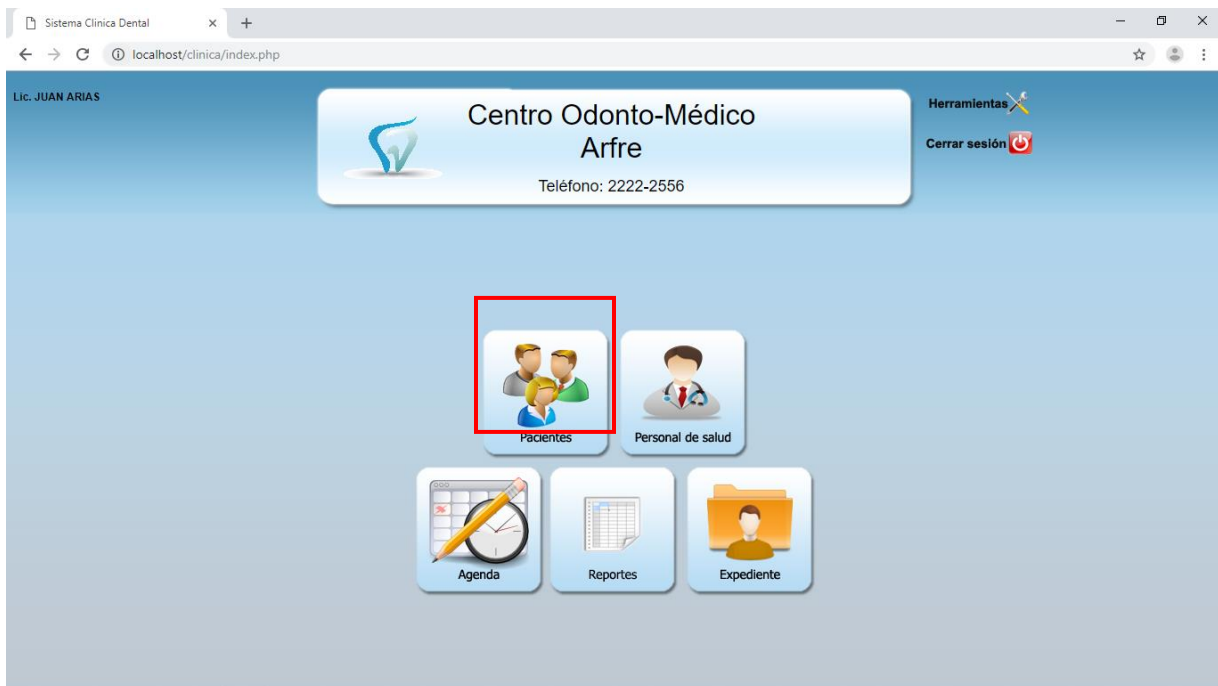 Sistema Clinica Dental
localhost/clinica/index.php
Lic. JUAN ARIAS
Centro Odonto-Médico
Arfre
Teléfono: 2222-2556
Herramientas
Cerrar sesión
Pacientes
Personal de salud
Agenda
Reportes
Expediente